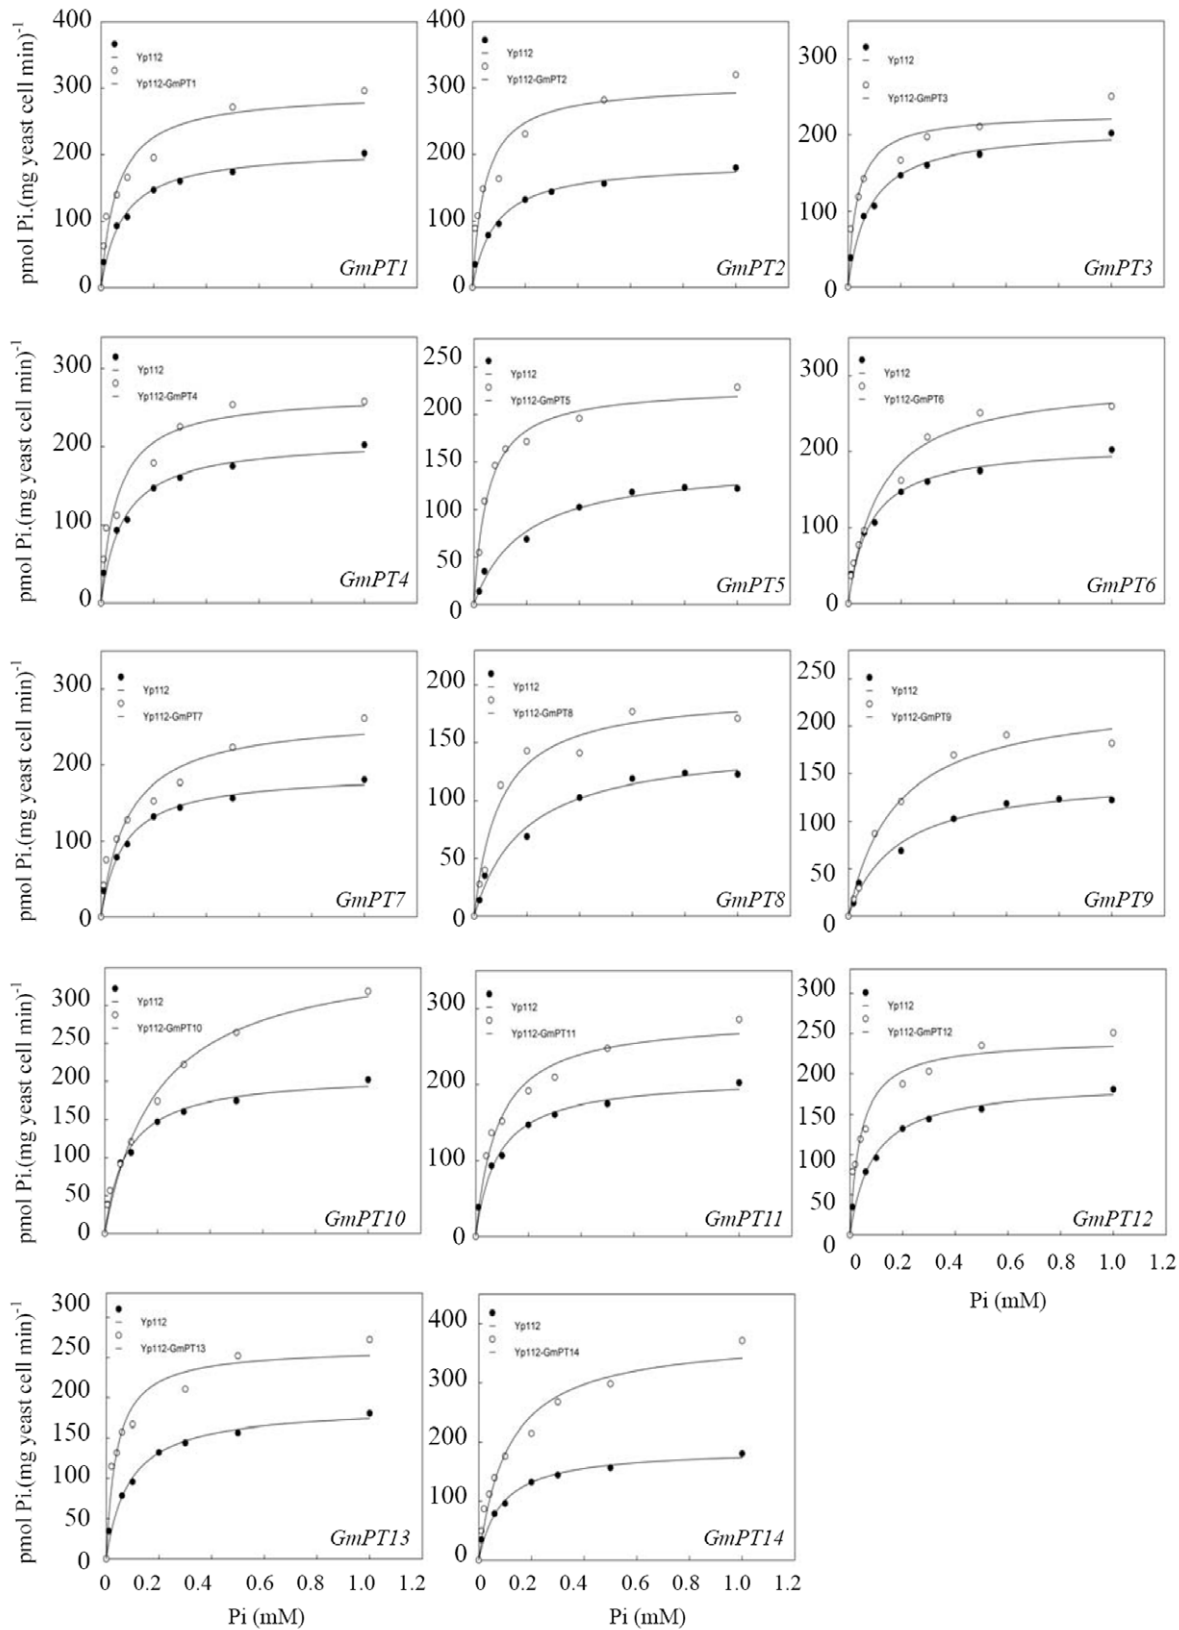 pmol Pi.(mg yeast cell min)-1
400
300
200
100
0
Yp112
Yp112-GmPT1
GmPT1
400
300
200
100
0
Yp112
Yp112-GmPT2
GmPT2
300
200
100
0
Yp112
Yp112-GmPT3
GmPT3
pmol Pi.(mg yeast cell min)-1
300
200
100
0
Yp112
Yp112-GmPT4
GmPT4
250
200
150
100
50
0
Yp112
Yp112-GmPT5
GmPT5
300
200
100
0
Yp112
Yp112-GmPT6
GmPT6
pmol Pi.(mg yeast cell min)-1
300
200
100
0
Yp112
Yp112-GmPT7
GmPT7
200
150
100
50
0
Yp112
Yp112-GmPT8
GmPT8
250
200
150
100
50
0
Yp112
Yp112-GmPT9
GmPT9
pmol Pi.(mg yeast cell min)-1
300
250
200
150
100
50
0
Yp112
Yp112-GmPT10
GmPT10
300
200
100
0
Yp112
Yp112-GmPT11
GmPT11
300
250
200
150
100
50
0
Yp112
Yp112-GmPT12
GmPT12
0 0.2 0.4 0.6 0.8 1.0 1.2
Pi (mM)
pmol Pi.(mg yeast cell min)-1
300
250
200
150
100
50
0
Yp112
Yp112-GmPT13
GmPT13
0 0.2 0.4 0.6 0.8 1.0 1.2
Pi (mM)
400
300
200
100
0
Yp112
Yp112-GmPT14
GmPT14
0 0.2 0.4 0.6 0.8 1.0 1.2
Pi (mM)